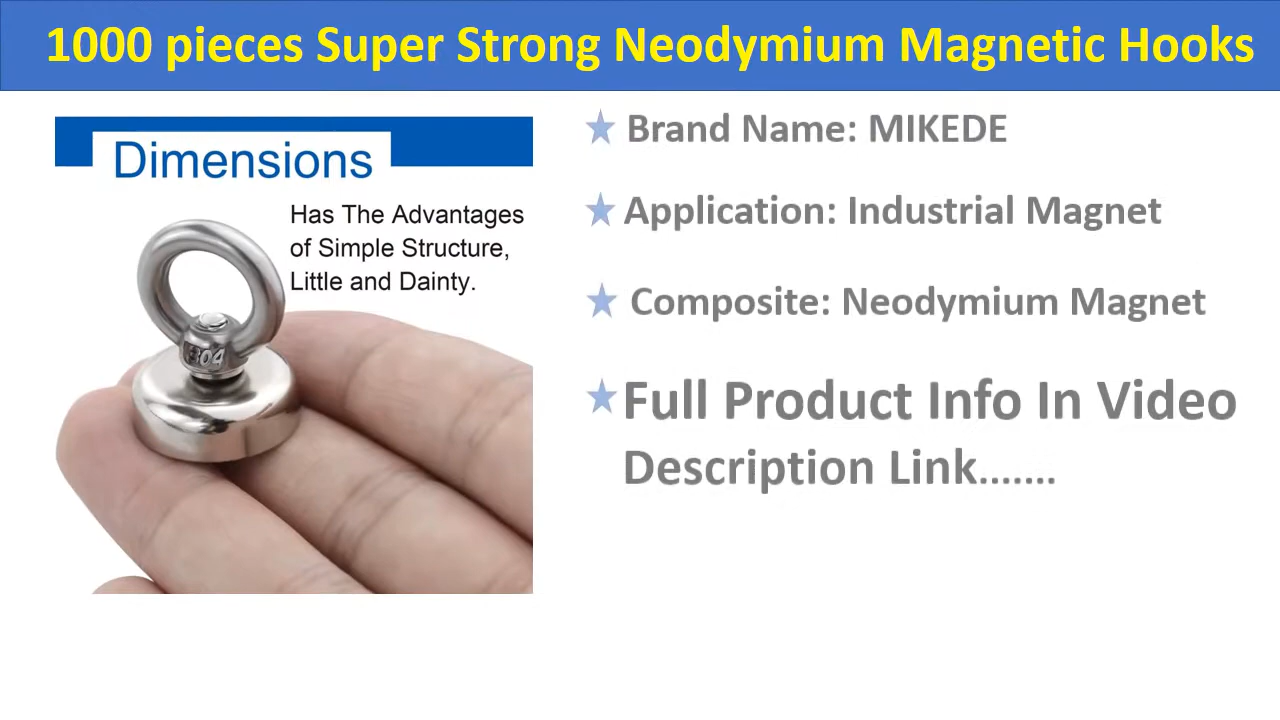 1000 pieces Super Strong Neodymium Magnetic Hooks
Dimensions
Has The Advantages
of Simple Structure,
Little and Dainty.
304
Brand Name: MIKEDE
Application: Industrial Magnet
Composite: Neodymium Magnet
Full Product Info In Video
Description Link.......